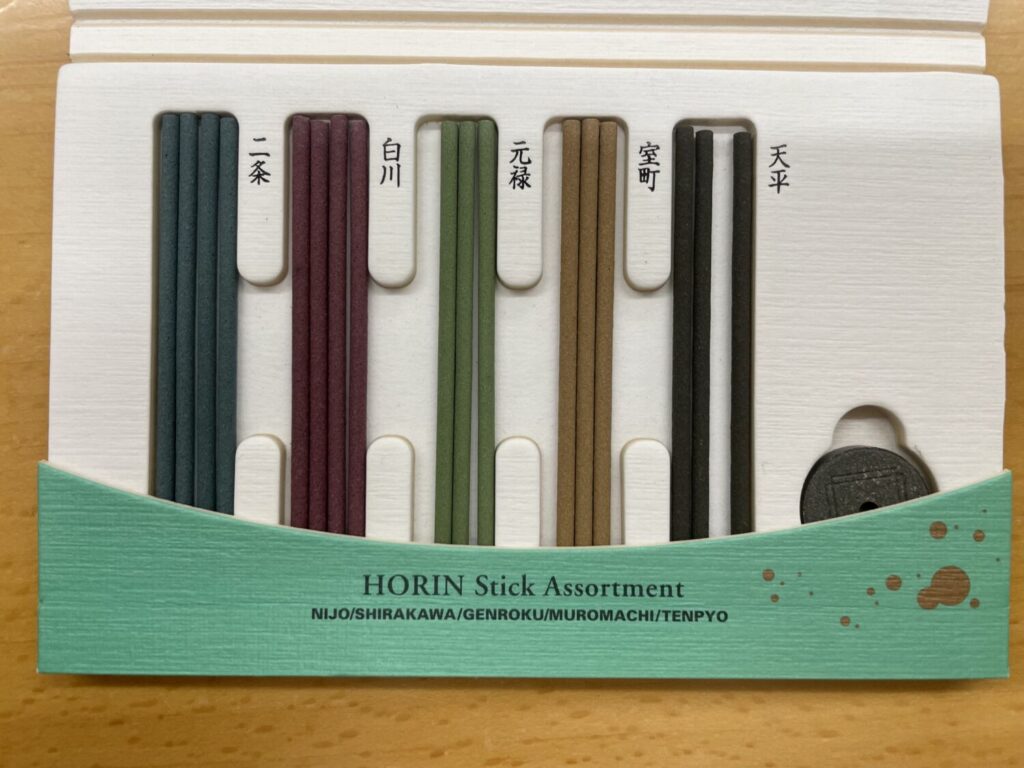 二条
白川
元禄
室町
天平
HORIN Stick Assortment
NIJO/SHIRAKAWA/GENROKU/MUROMACHI/TENPYO